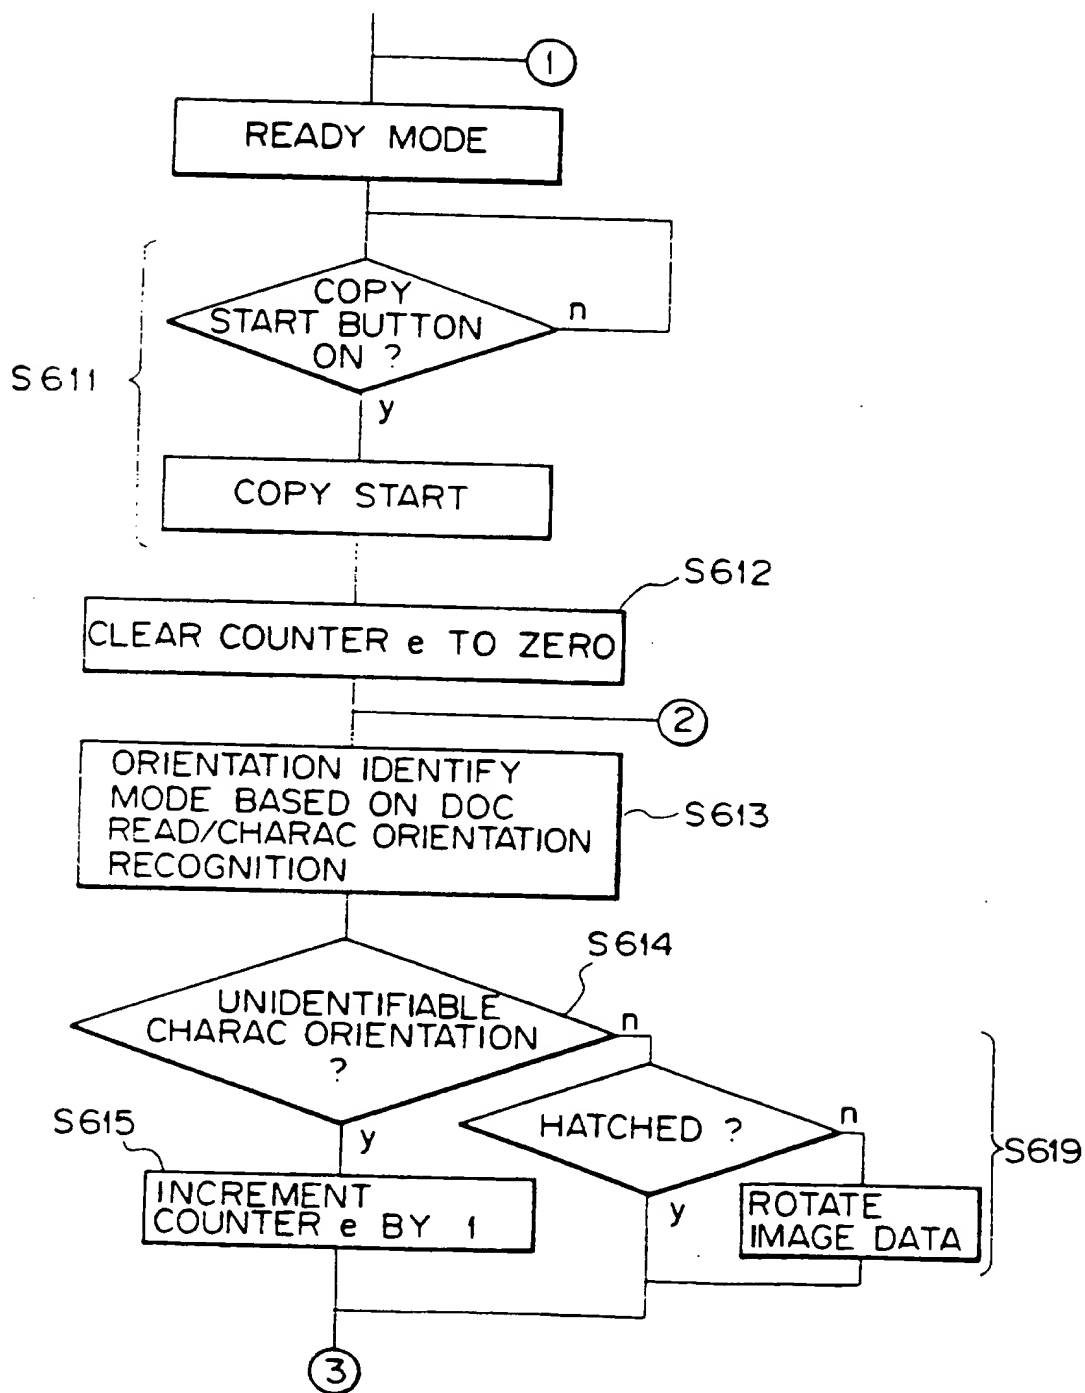 1
READY MODE
COPY
START BUTTON
ON ?
n
S611
y
COPY START
S612
CLEAR COUNTER e TO ZERO
2
ORIENTATION IDENTIFY
MODE BASED ON DOC
READ/CHARAC ORIENTATION
RECOGNITION
S613
S614
UNIDENTIFIABLE
CHARAC ORIENTATION
?
n
y
HATCHED ?
n
y
S619
S615
INCREMENT
COUNTER e BY 1
ROTATE
IMAGE DATA
3